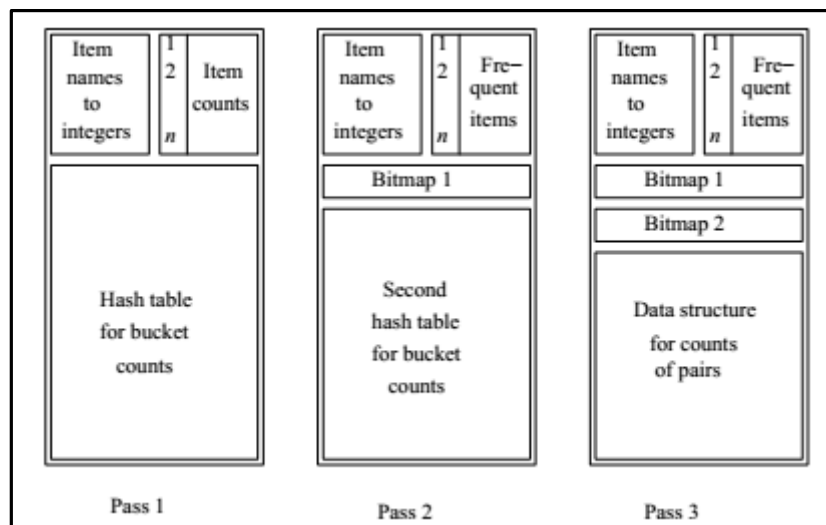 Item
names
to
integers
1
2
n
Item
counts
Hash table
for bucket
counts
Pass 1
Item
names
to
integers
1
2
n
Fre–
quent
items
Bitmap 1
Second
hash table
for bucket
counts
Pass 2
Item
names
to
integers
1
2
n
Fre–
quent
items
Bitmap 1
Bitmap 2
Data structure
for counts
of pairs
Pass 3